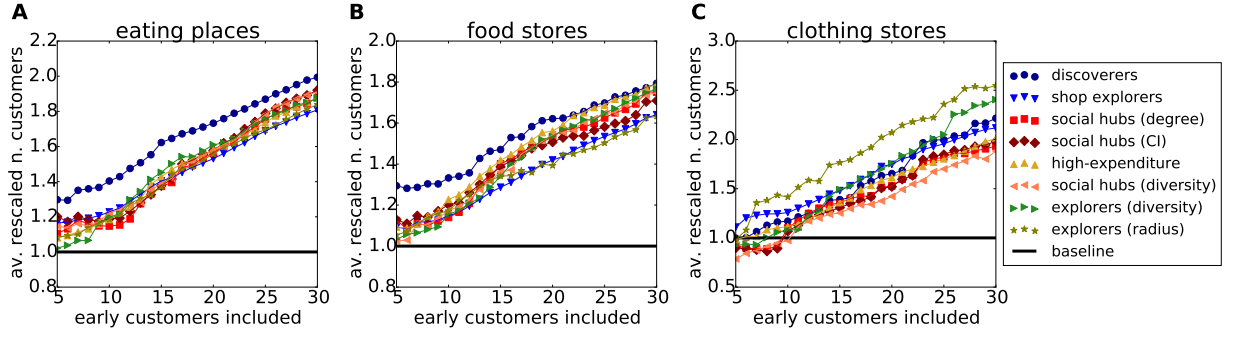 A
eating places
av. rescaled n. customers
2.2
2.0
1.8
1.6
1.4
1.2
1.0
0.8
5 10 15 20 25 30
early customers included
B
food stores
av. rescaled n. customers
2.0
1.8
1.6
1.4
1.2
1.0
0.8
5 10 15 20 25 30
early customers included
C
clothing stores
av. rescaled n. customers
3.0
2.5
2.0
1.5
1.0
0.5
5 10 15 20 25 30
early customers included
discoverers
shop explorers
social hubs (degree)
social hubs (CI)
high-expenditure
social hubs (diversity)
explorers (diversity)
explorers (radius)
baseline